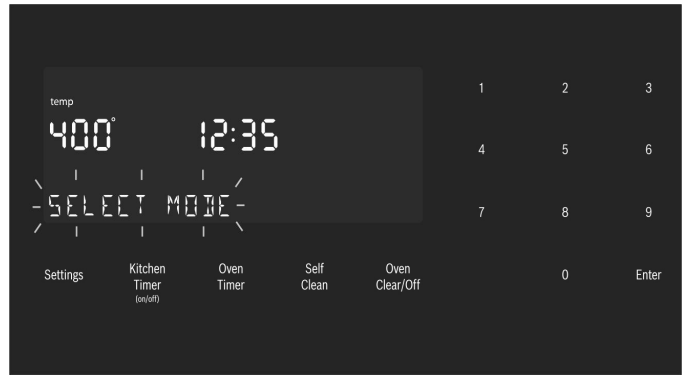 temp
400° 12:35
SELECT MODE
1 2 3
4 5 6
7 8 9
0 Enter
Settings
Kitchen
Timer
(on/off)
Oven
Timer
Self
Clean
Oven
Clear/Off